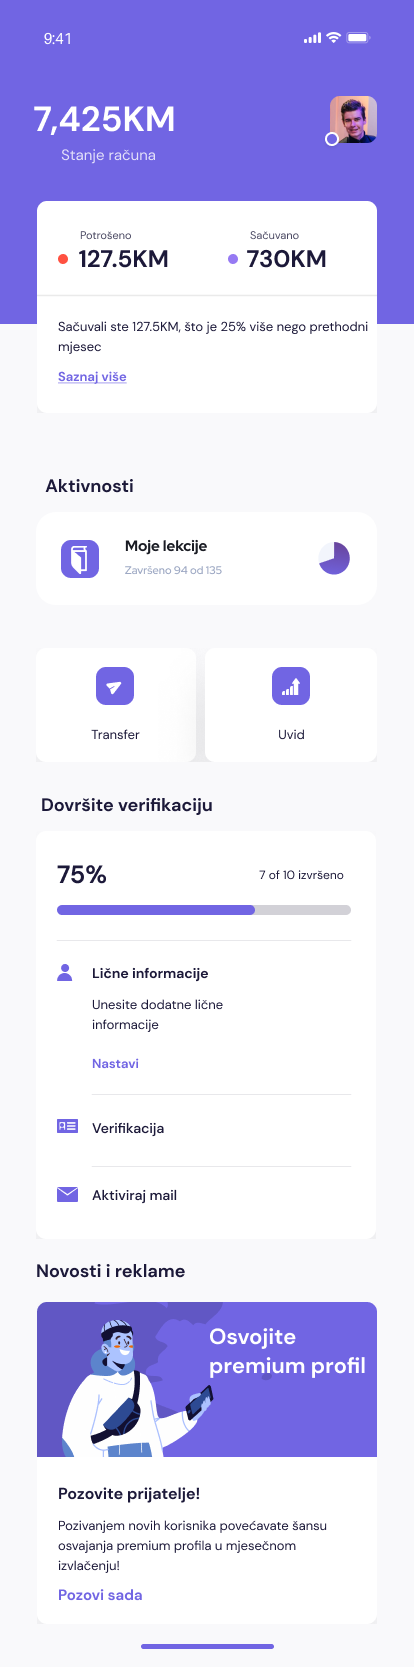 9:41
7,425KM
Stanje računa
Potrošeno
Sačuvano
127.5KM
730KM
Sačuvali ste 127.5KM, što je 25% više nego prethodni
mjesec
Saznaj više
Aktivnosti
Moje lekcije
Završeno 94 od 135
Transfer
Uvid
Dovršite verifikaciju
75%
7 of 10 izvršeno
Lične informacije
Unesite dodatne lične
informacije
Nastavi
Verifikacija
Aktiviraj mail
Novosti i reklame
Osvojite
premium profil
Pozovite prijatelje!
Pozivanjem novih korisnika povećavate šansu
osvajanja premium profila u mjesečnom
izvlačenju!
Pozovi sada